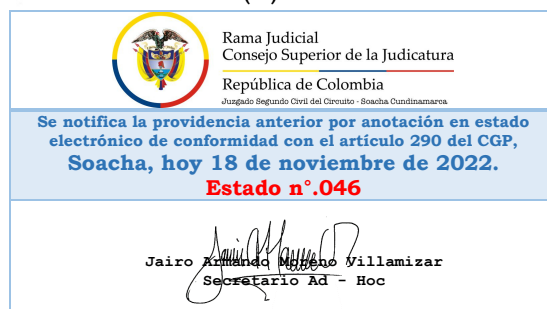 Rama Judicial
Consejo Superior de la Judicatura
República de Colombia
Juzgado Segundo Civil del Circuito - Soacha Cundinamarca
Se notifica la providencia anterior por anotación en estado
electrónico de conformidad con el artículo 290 del CGP,
Soacha, hoy 18 de noviembre de 2022.
Estado n°.046
Jairo Armando Moreno Villamizar
Secretario Ad - Hoc